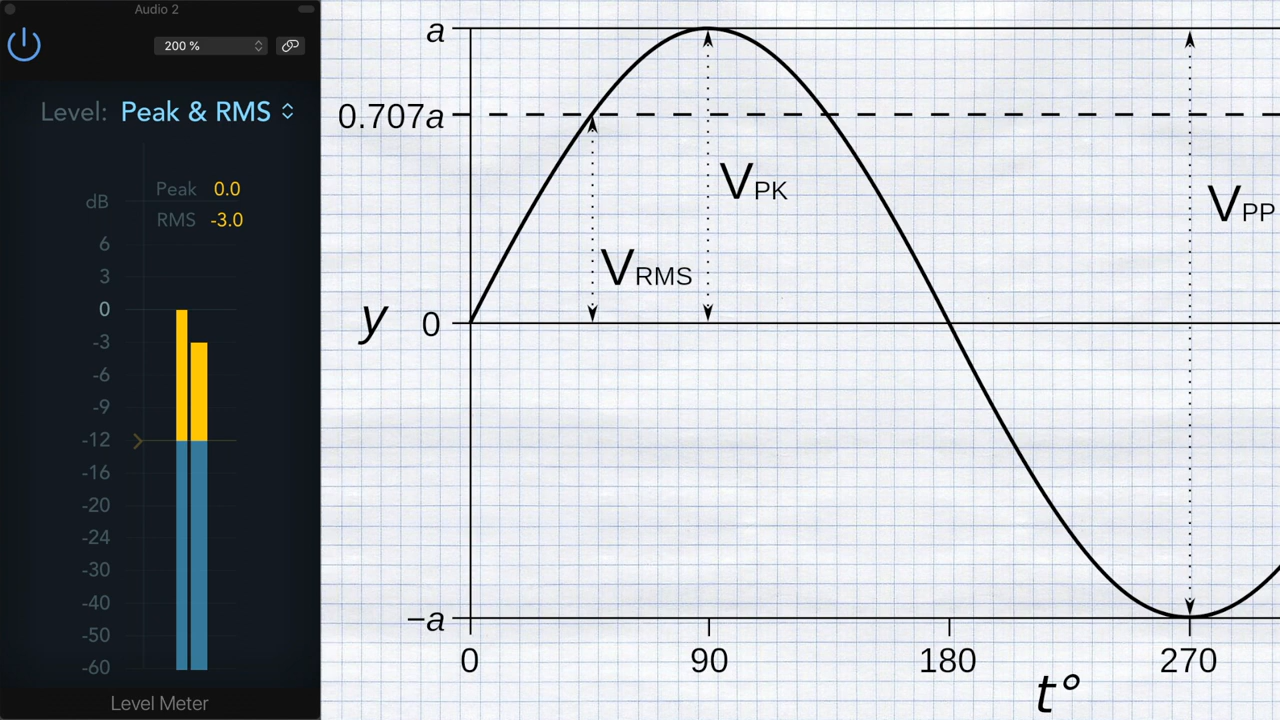 Audio 2
200 %
Level: Peak & RMS
Peak 0.0
dB
RMS -3.0
6
3
0
-3
-6
-9
-12
-16
-20
-24
-30
-40
-50
-60
Level Meter
a
0.707a
VPK
VPP
VRMS
y
0
−a
0 90 180 270
t°